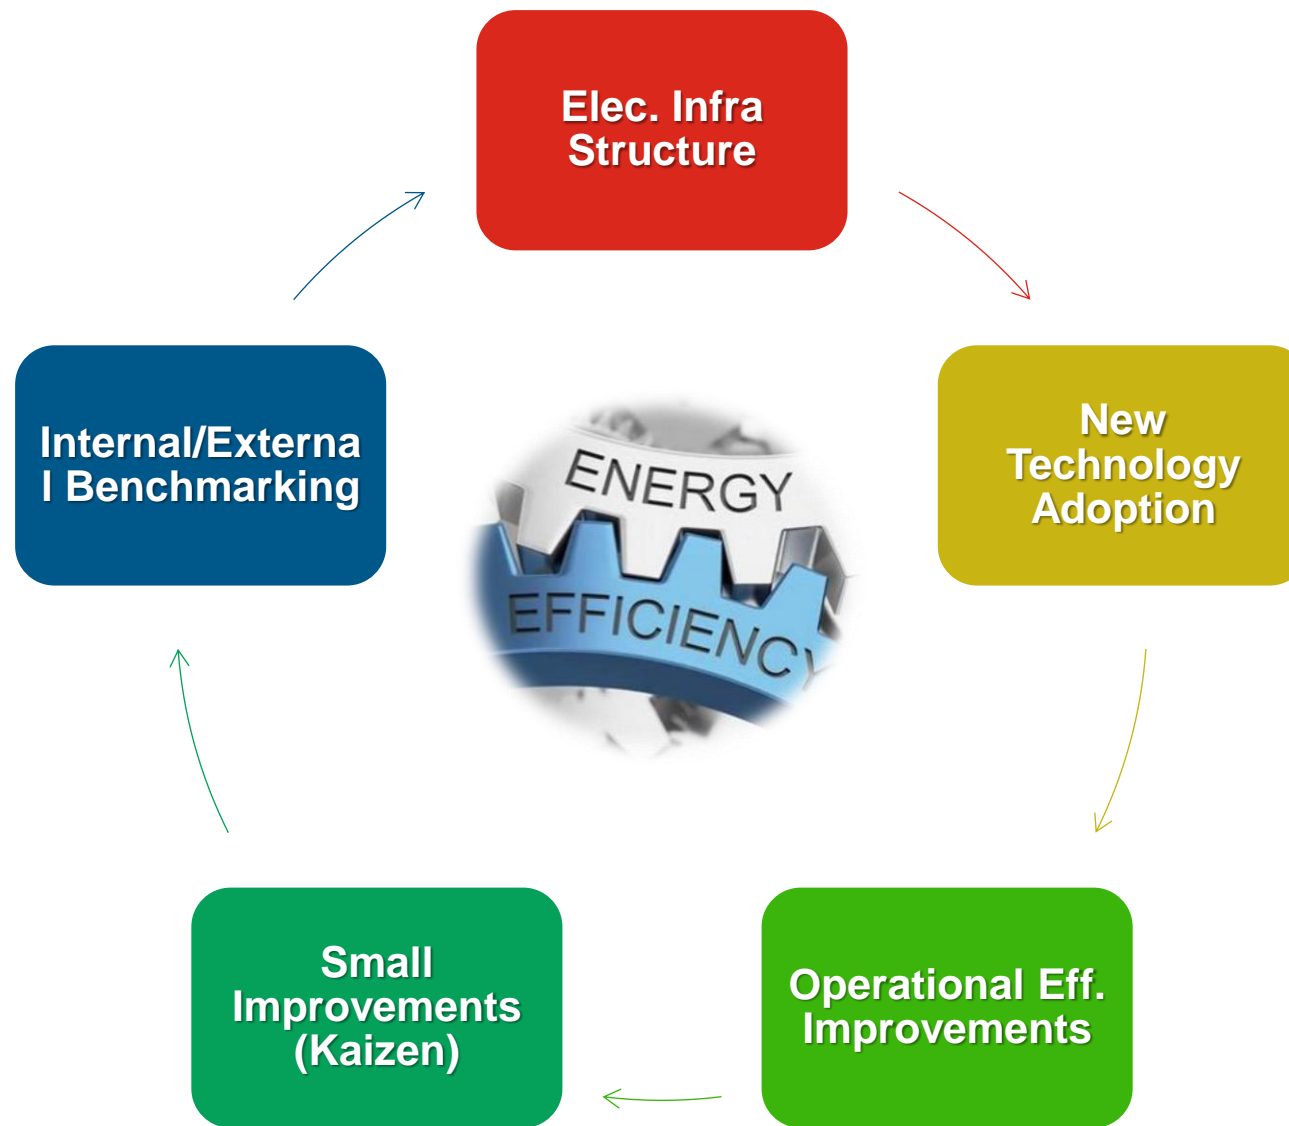 Elec. Infra
Structure
New
Technology
Adoption
Operational Eff.
Improvements
Small
Improvements
(Kaizen)
Internal/Externa
l Benchmarking
ENERGY
EFFICIENCY